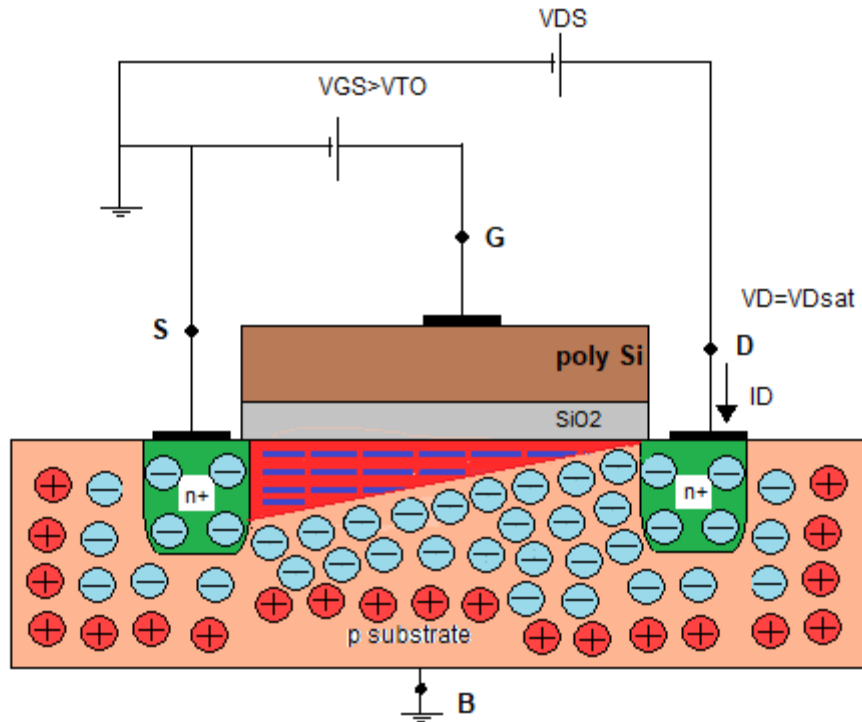 VDS
VGS>VTO
G
VD=VDsat
S
D
poly Si
ID
SiO2
n+
n+
p substrate
B